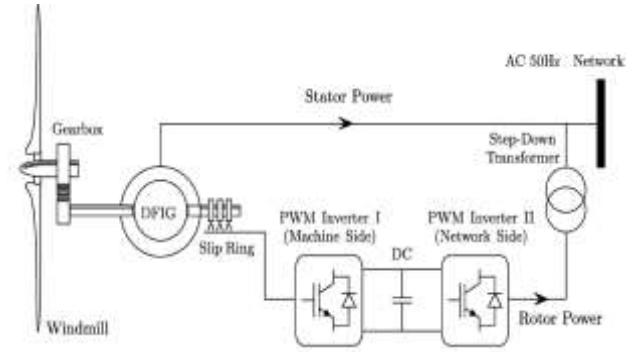 AC 50Hz Network
Stator Power
Gearbox
Step-Down
Transformer
DFIG
PWM Inverter I
(Machine Side)
PWM Inverter II
(Network Side)
Slip Ring
DC
Rotor Power
Windmill